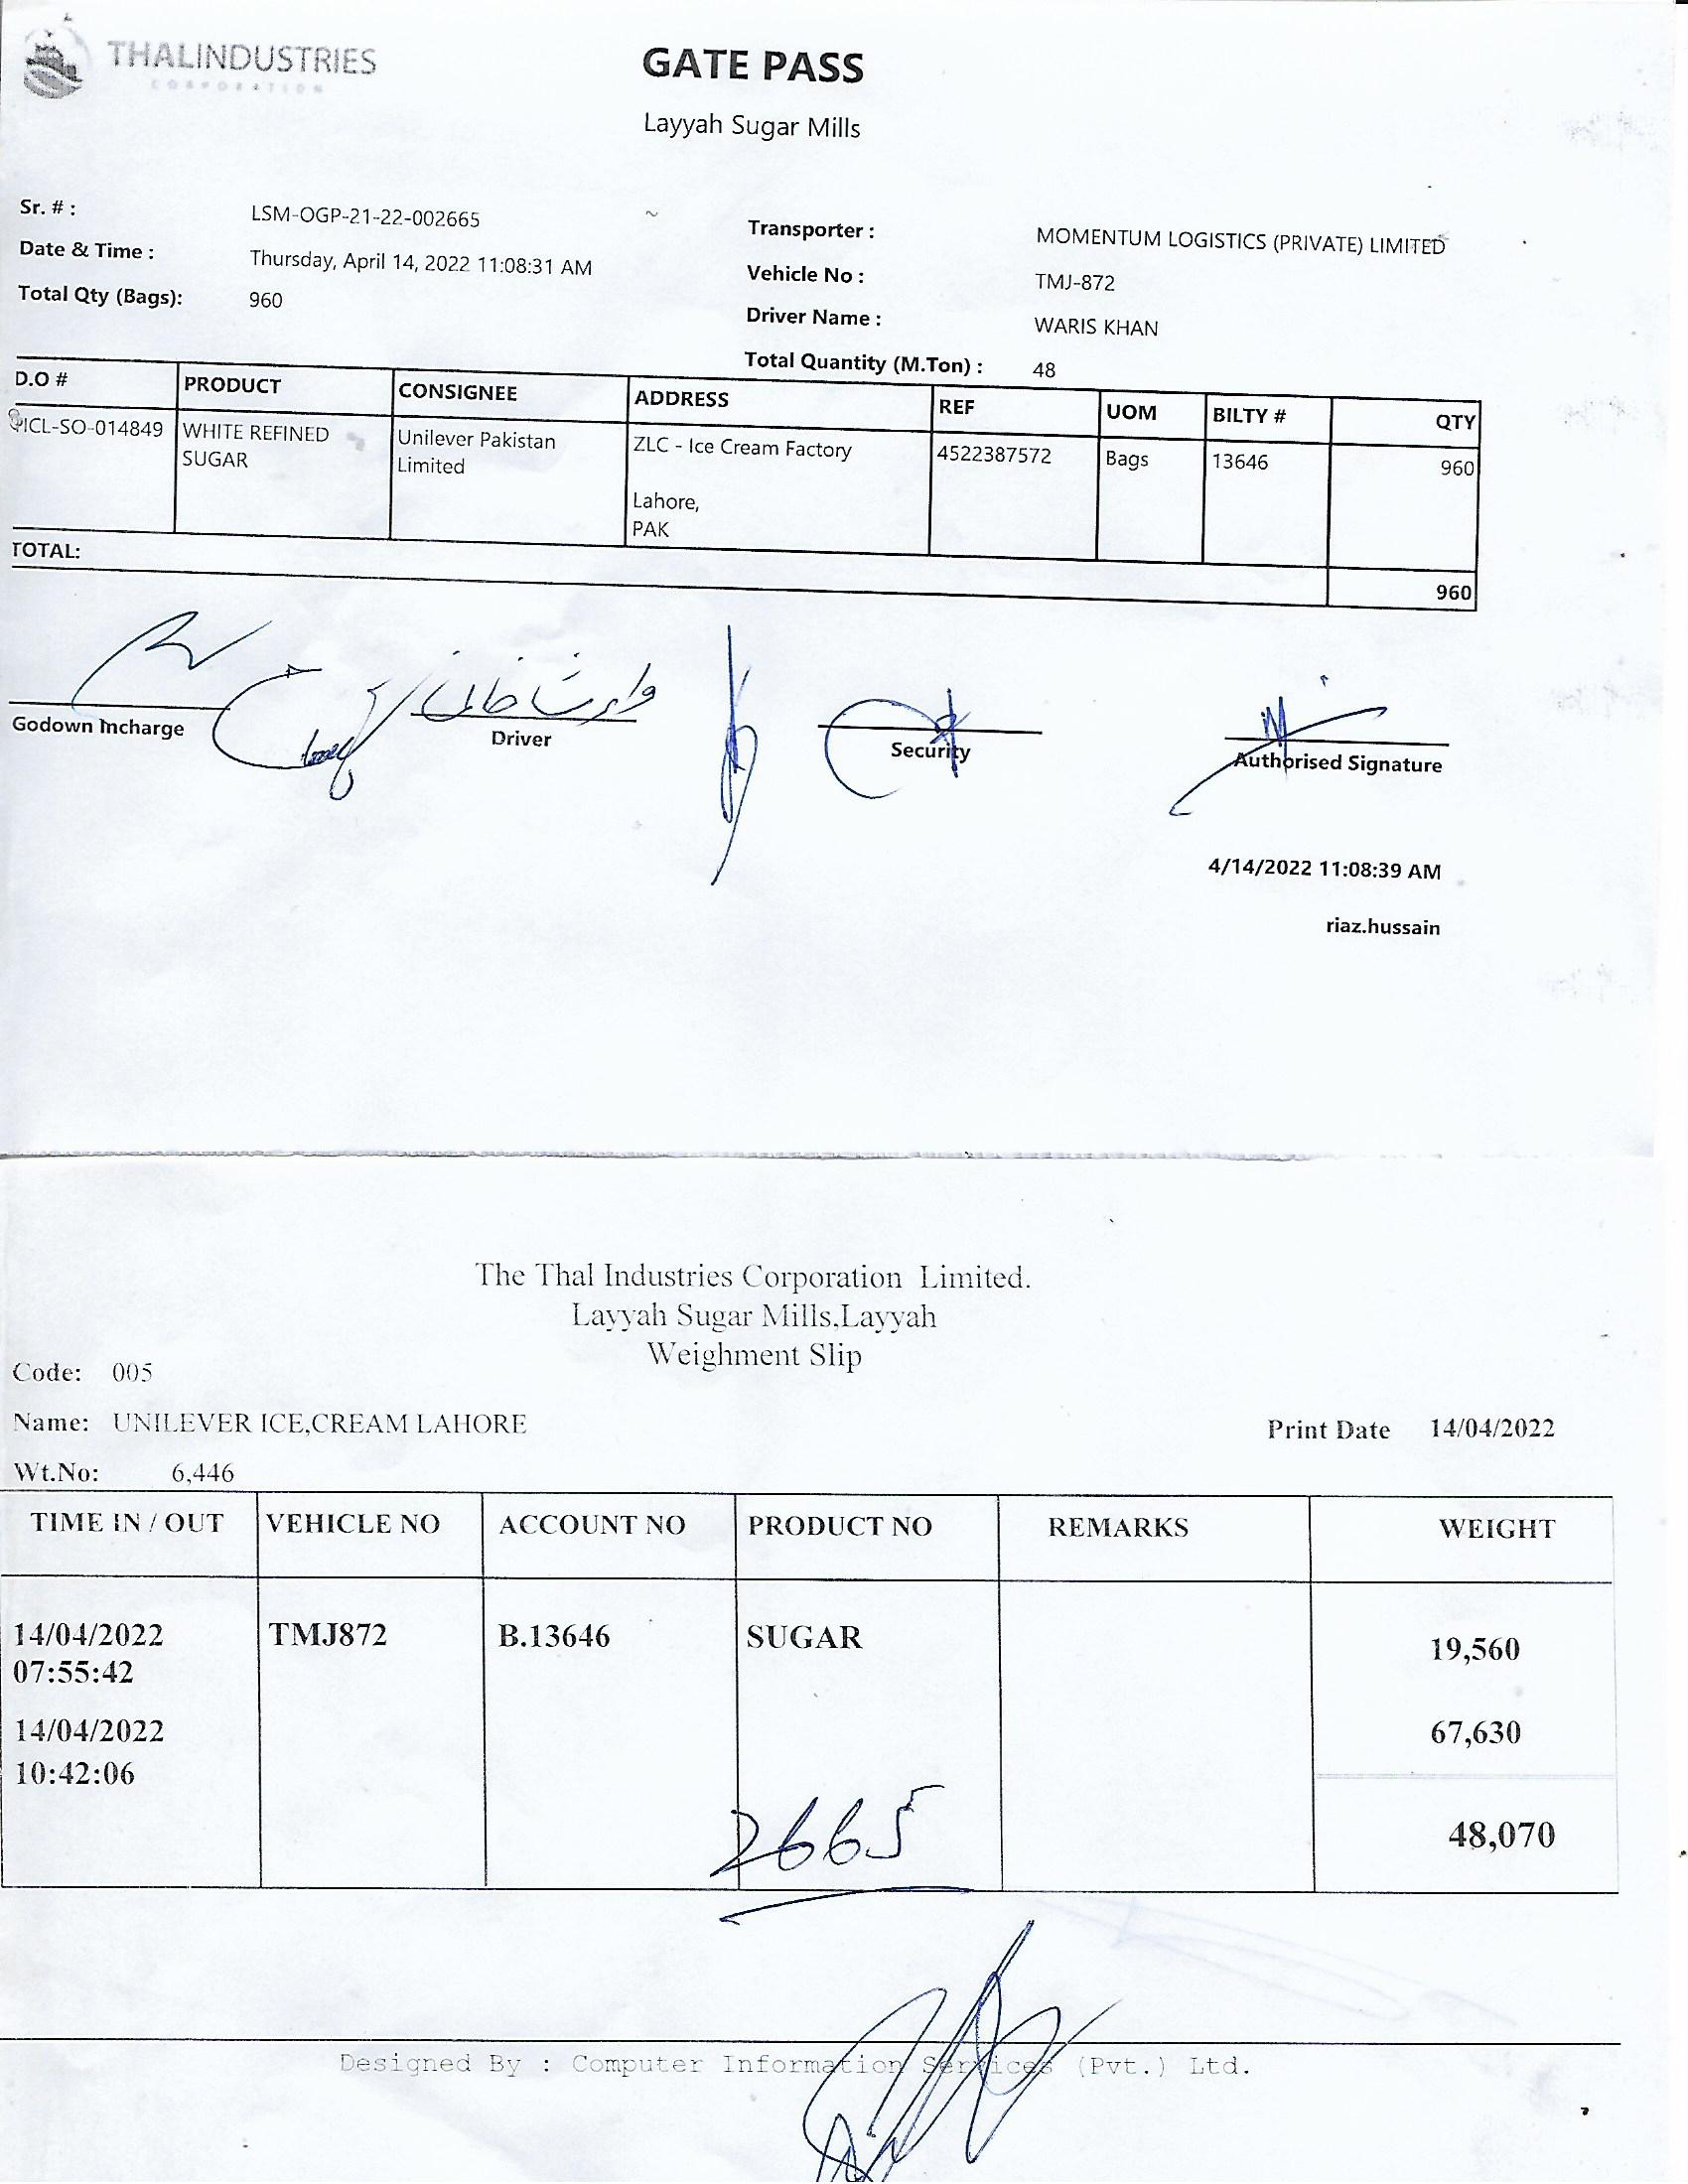 THALINDUSTRIES
CORPORATION
GATE PASS
Layyah Sugar Mills
Sr. # : LSM-OGP-21-22-002665
Date & Time : Thursday, April 14, 2022 11:08:31 AM
Total Qty (Bags): 960
Transporter : MOMENTUM LOGISTICS (PRIVATE) LIMITED
Vehicle No : TMJ-872
Driver Name : WARIS KHAN
Total Quantity (M.Ton) : 48
D.O # PRODUCT CONSIGNEE ADDRESS REF UOM BILTY # QTY
ICL-SO-014849 WHITE REFINED Unilever Pakistan ZLC - Ice Cream Factory 4522387572 Bags 13646 960
SUGAR Limited
Lahore,
PAK
TOTAL: 960
وارث خان
Godown Incharge Driver Security Authorised Signature
4/14/2022 11:08:39 AM
riaz.hussain
The Thal Industries Corporation Limited.
Layyah Sugar Mills,Layyah
Weighment Slip
Code: 005
Name: UNILEVER ICE,CREAM LAHORE Print Date 14/04/2022
Wt.No: 6,446
TIME IN / OUT VEHICLE NO ACCOUNT NO PRODUCT NO REMARKS WEIGHT
14/04/2022 TMJ872 B.13646 SUGAR 19,560
07:55:42
14/04/2022 67,630
10:42:06
48,070
2665
Designed By : Computer Information Services (Pvt.) Ltd.